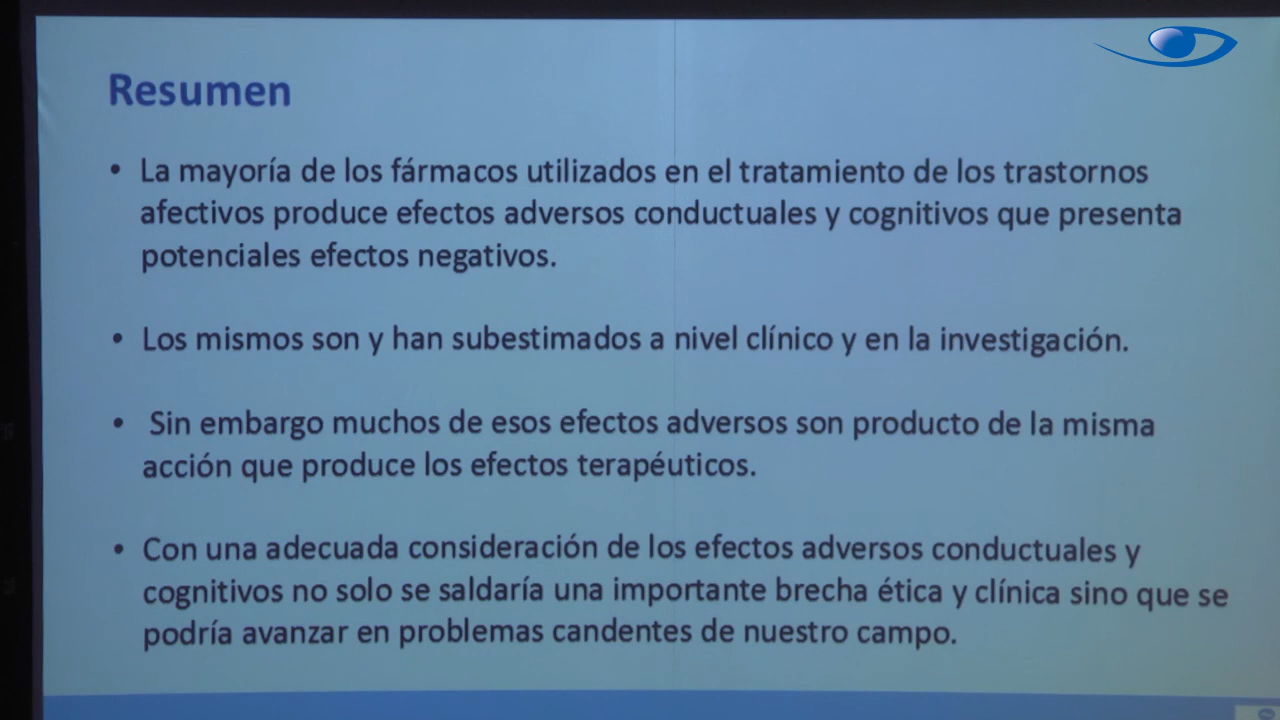 Resumen
• La mayoría de los fármacos utilizados en el tratamiento de los trastornos
afectivos produce efectos adversos conductuales y cognitivos que presenta
potenciales efectos negativos.
• Los mismos son y han subestimados a nivel clínico y en la investigación.
• Sin embargo muchos de esos efectos adversos son producto de la misma
acción que produce los efectos terapéuticos.
• Con una adecuada consideración de los efectos adversos conductuales y
cognitivos no solo se saldaría una importante brecha ética y clínica sino que se
podría avanzar en problemas candentes de nuestro campo.